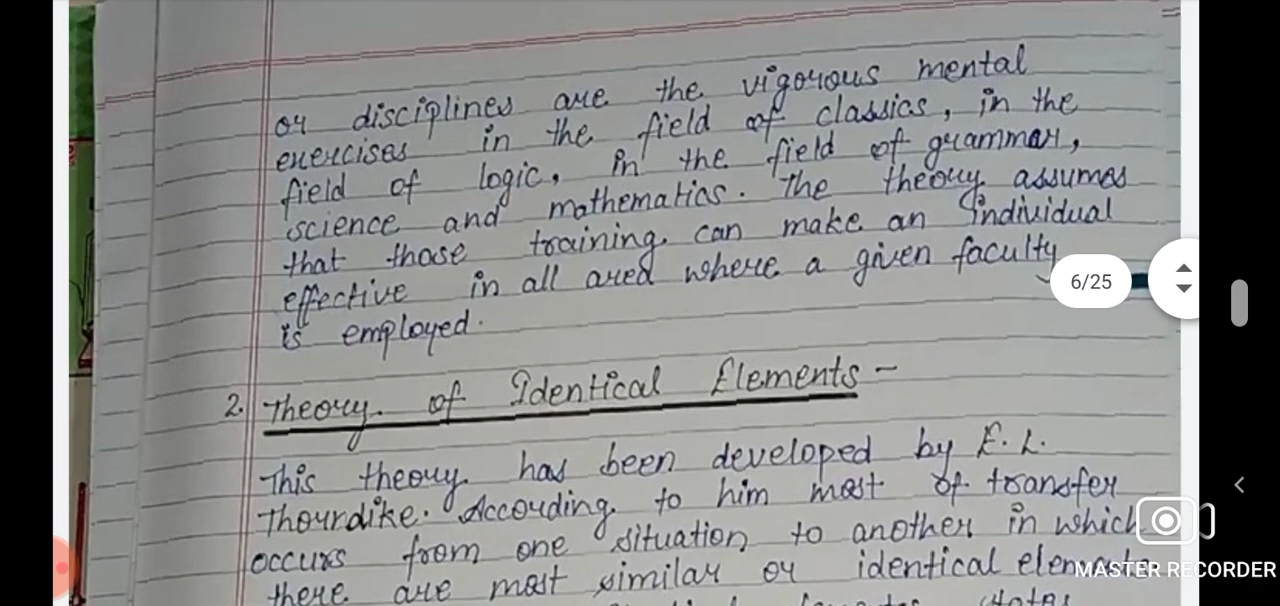 or disciplines are the vigorous mental
exercises in the field of classics, in the
field of logic, in the field of grammar,
science and mathematics. The theory assumes
that those training can make an individual
effective in all ared where a given faculty
is employed.
2. Theory of Identical Elements -
This theory has been developed by E. L.
Thourdike. According to him most of transfer
occurs from one situation to another in which
there are most similar or identical elements
6/25
MASTER RECORDER